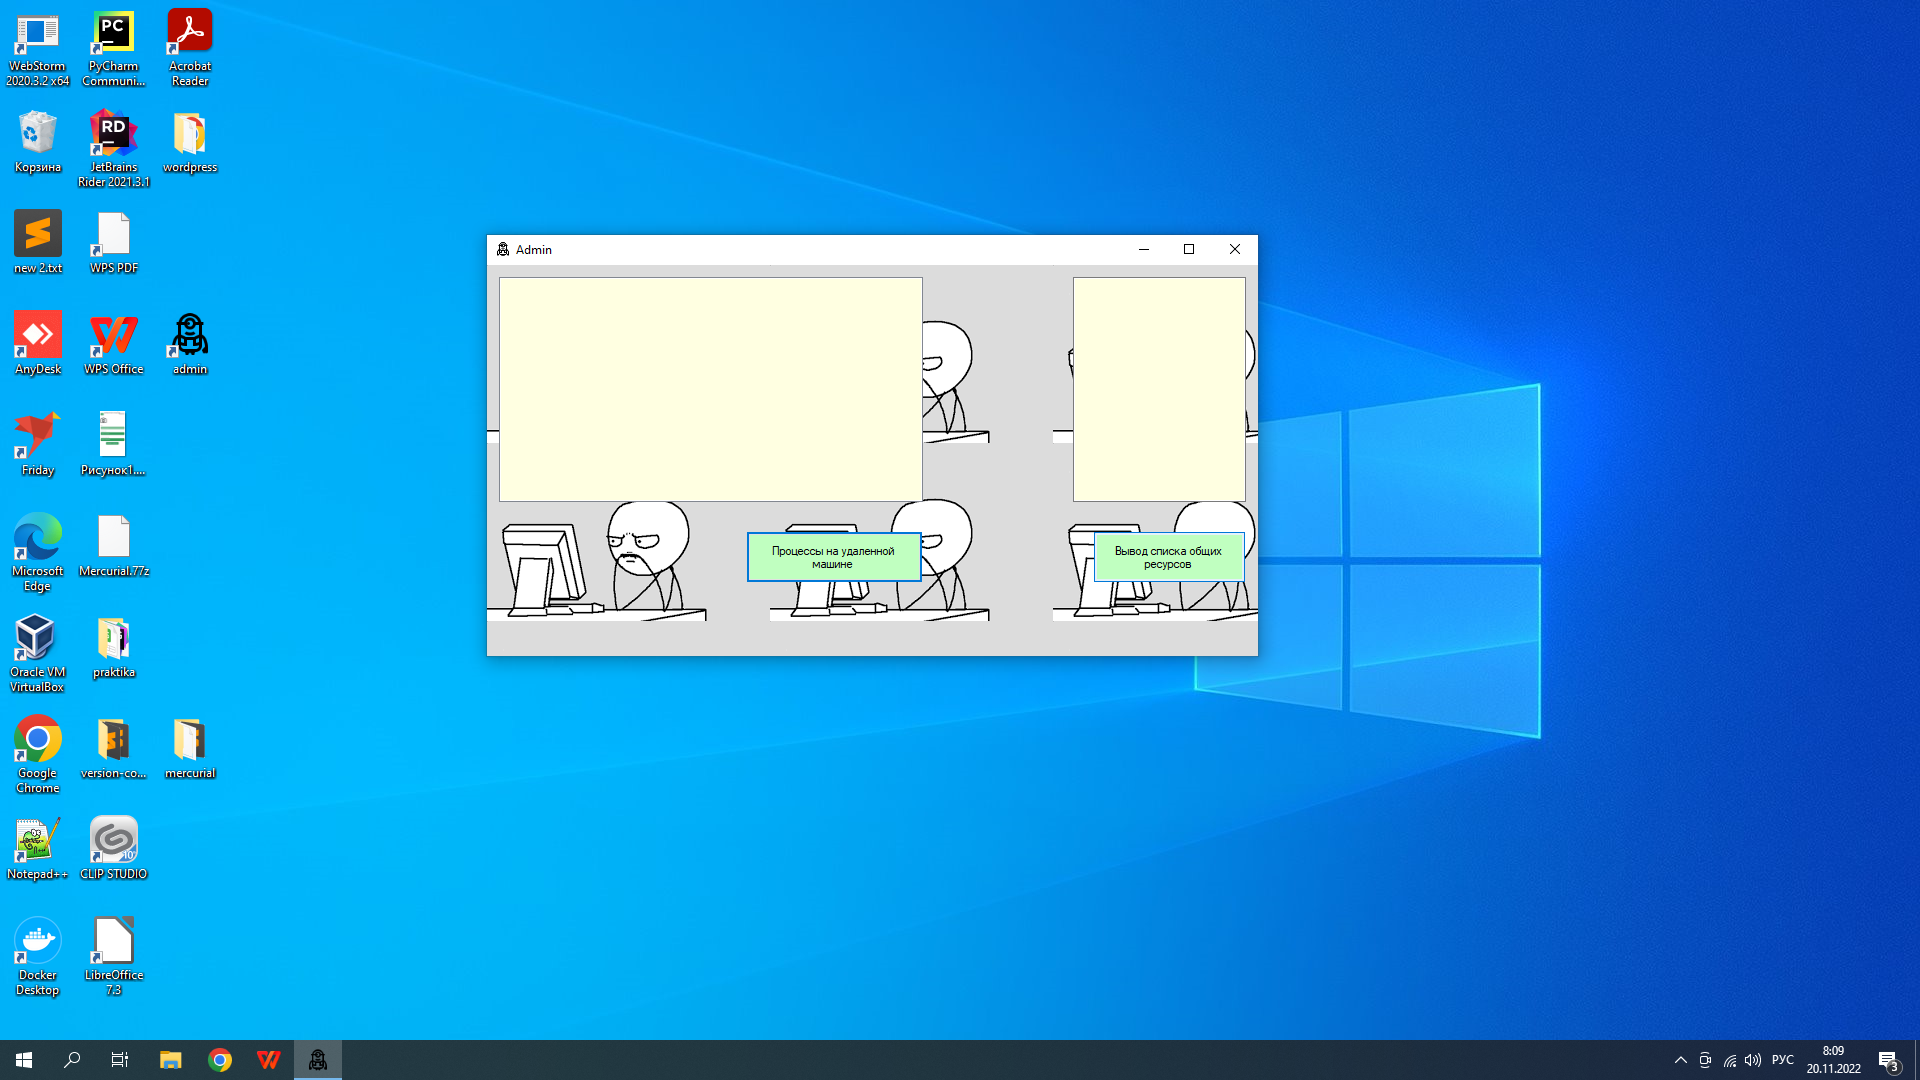 WebStorm
2020.3.2 x64
PC
PyCharm
Communi...
Acrobat
Reader
Корзина
RD
JetBrains
Rider 2021.3.1
wordpress
new 2.txt
WPS PDF
AnyDesk
WPS Office
admin
Friday
Рисунок1....
Microsoft
Edge
Mercurial.77z
Oracle VM
VirtualBox
praktika
Google
Chrome
version-co...
mercurial
Notepad++
CLIP STUDIO
Docker
Desktop
LibreOffice
7.3
Admin
Процессы на удаленной
машине
Вывод списка общих
ресурсов
РУС
8:09
20.11.2022
3